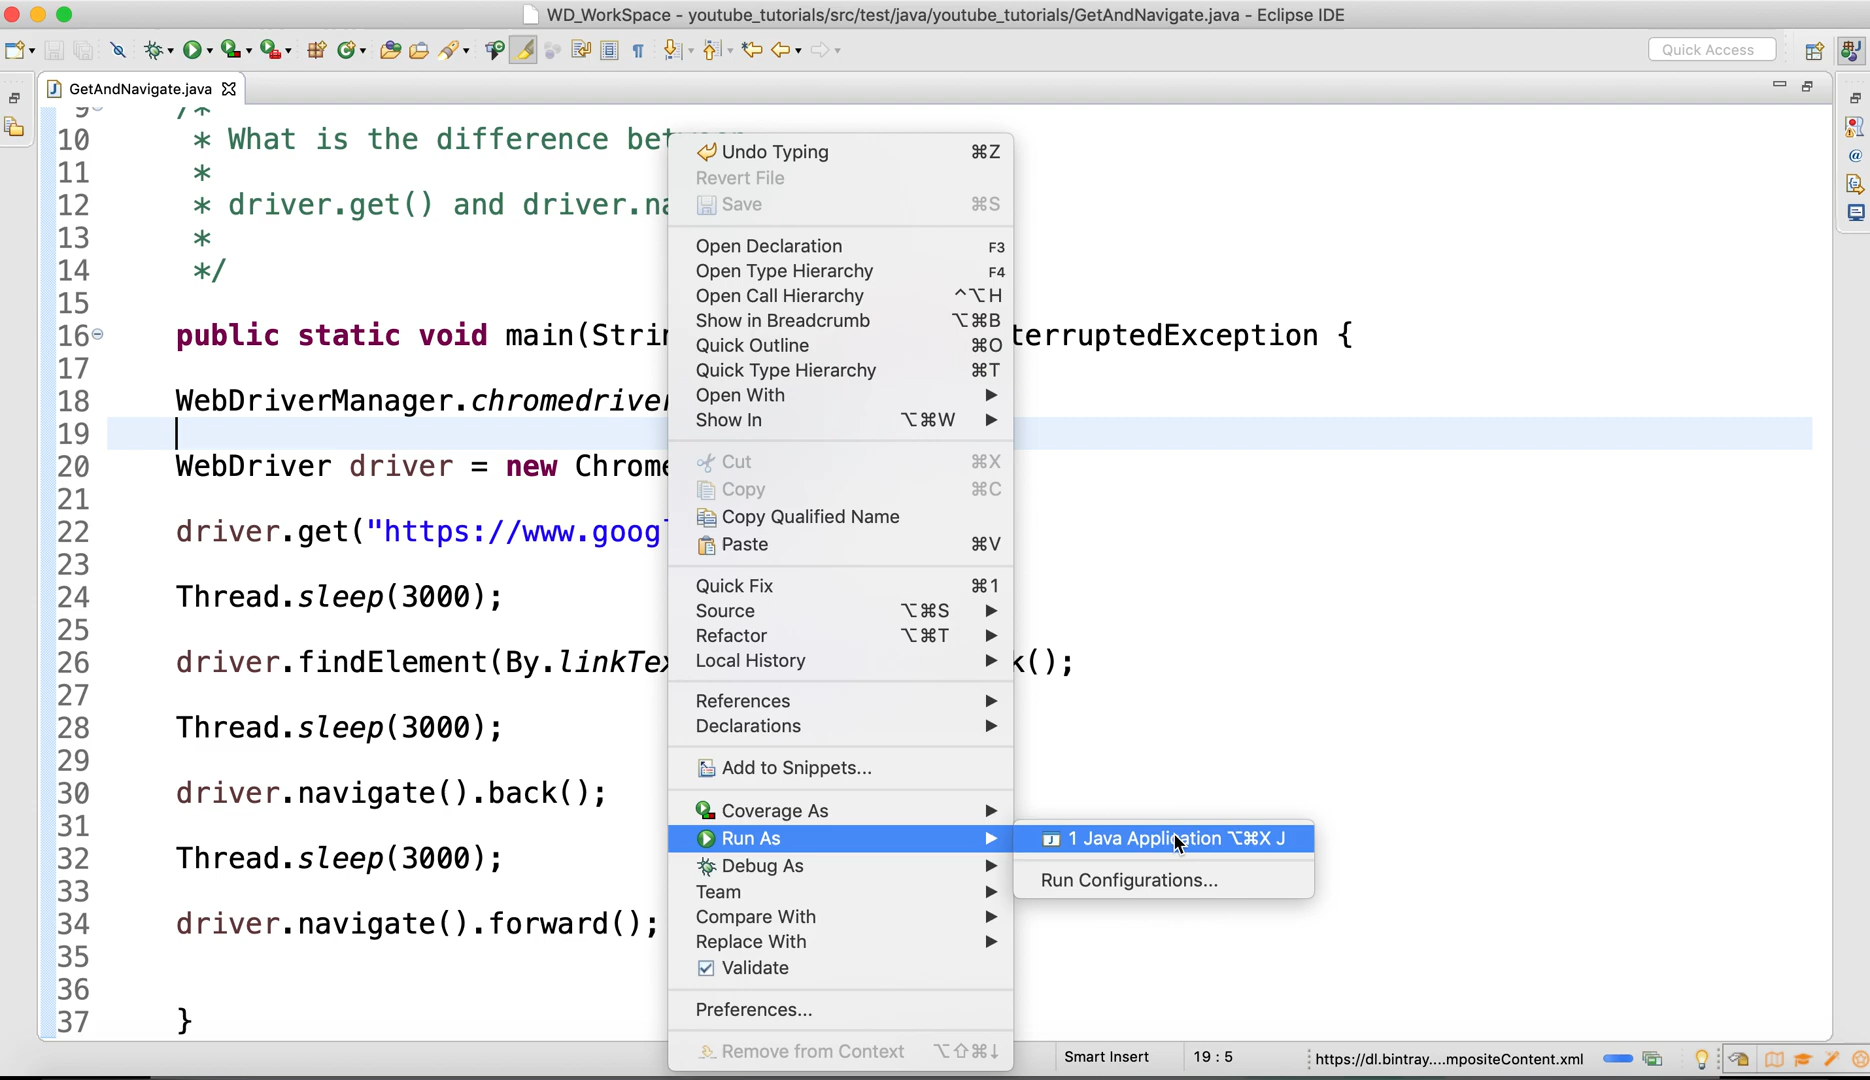 WD_WorkSpace - youtube_tutorials/src/test/java/youtube_tutorials/GetAndNavigate.java - Eclipse IDE
Quick Access
GetAndNavigate.java
9 /*
10 * What is the difference
11 *
12 * driver.get() and
13 *
14 */
15
16 public static void main( terruptedException {
17
18 WebDriverManager.
19
20 WebDriver driver = new
21
22 driver.get("https://www.
23
24 Thread.sleep(3000);
25
26 driver.findElement(By. k();
27
28 Thread.sleep(3000);
29
30 driver.navigate().back();
31
32 Thread.sleep(3000);
33
34 driver.navigate().forward();
35
36
37 }
Undo Typing ⌘Z
Revert File
Save ⌘S
Open Declaration F3
Open Type Hierarchy F4
Open Call Hierarchy ^⌥H
Show in Breadcrumb ⌥⌘B
Quick Outline ⌘O
Quick Type Hierarchy ⌘T
Open With
Show In ⌥⌘W
Cut ⌘X
Copy ⌘C
Copy Qualified Name
Paste ⌘V
Quick Fix ⌘1
Source ⌥⌘S
Refactor ⌥⌘T
Local History
References
Declarations
Add to Snippets...
Coverage As
Run As
Debug As
Team
Compare With
Replace With
Validate
Preferences...
Remove from Context ⌥⇧⌘↓
1 Java Application ⌥⌘X J
Run Configurations...
Smart Insert
19 : 5
https://dl.bintray....mpositeContent.xml